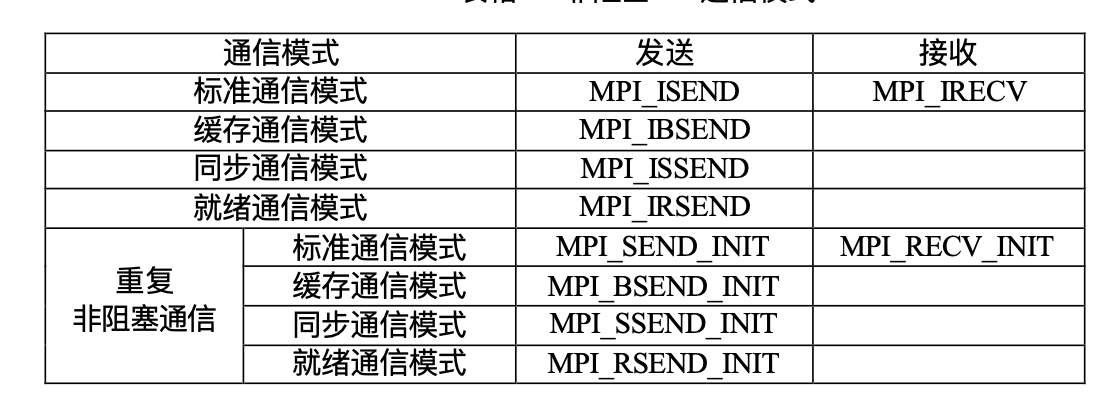 通信模式 发送 接收
标准通信模式 MPI_ISEND MPI_IRECV
缓存通信模式 MPI_IBSEND
同步通信模式 MPI_ISSEND
就绪通信模式 MPI_IRSEND
重复
非阻塞通信
标准通信模式 MPI_SEND_INIT MPI_RECV_INIT
缓存通信模式 MPI_BSEND_INIT
同步通信模式 MPI_SSEND_INIT
就绪通信模式 MPI_RSEND_INIT